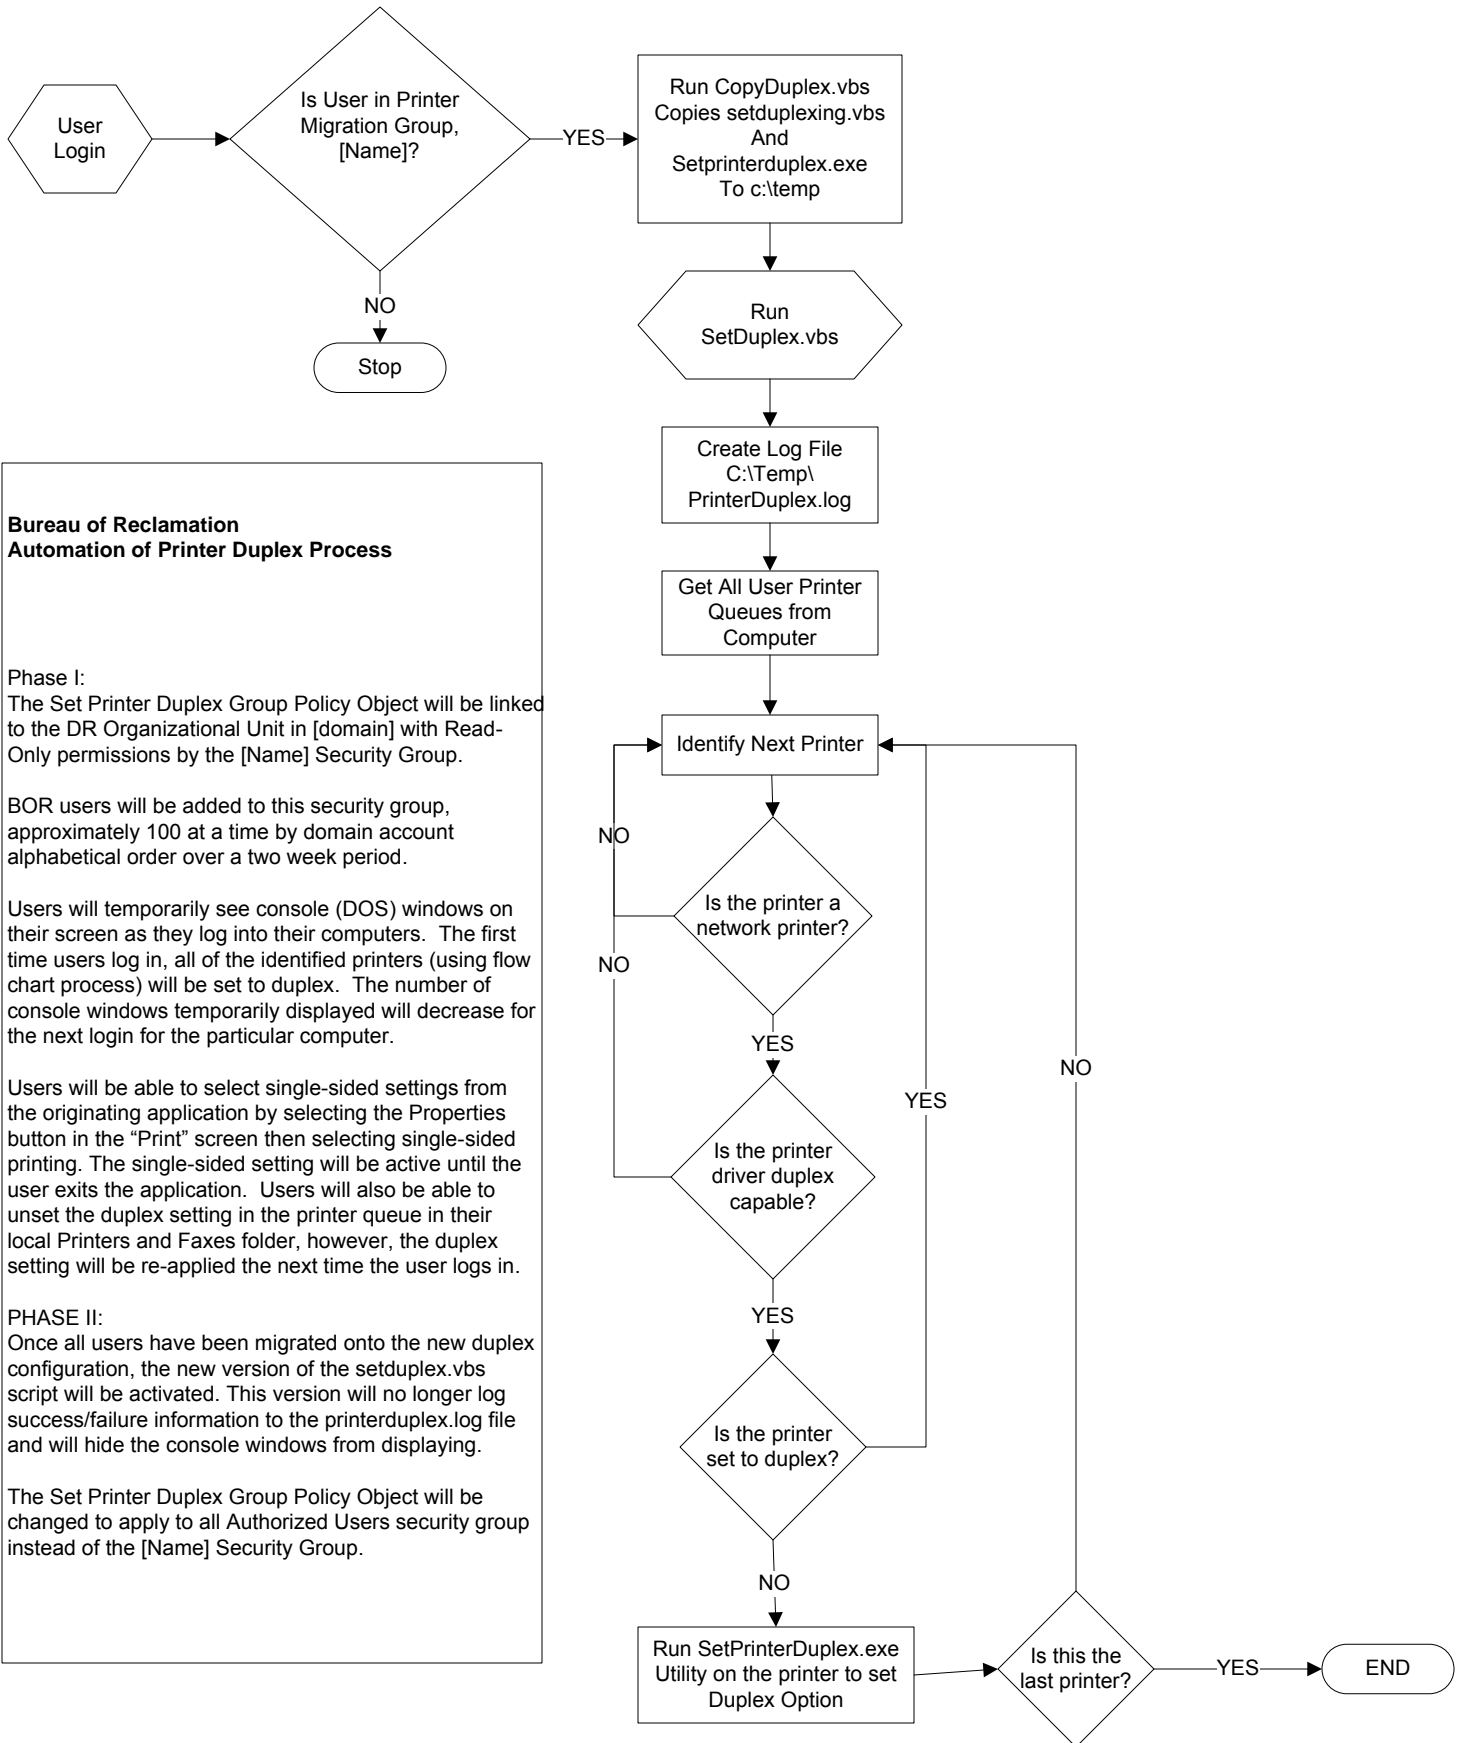 User
Login
Is User in Printer
Migration Group,
[Name]?
YES
Run CopyDuplex.vbs
Copies setduplexing.vbs
And
Setprinterduplex.exe
To c:\temp
NO
Stop
Run
SetDuplex.vbs
Create Log File
C:\Temp\
PrinterDuplex.log
Get All User Printer
Queues from
Computer
Identify Next Printer
NO
Is the printer a
network printer?
NO
YES
Is the printer
driver duplex
capable?
YES
NO
YES
Is the printer
set to duplex?
NO
Run SetPrinterDuplex.exe
Utility on the printer to set
Duplex Option
Is this the
last printer?
YES
END
Bureau of Reclamation
Automation of Printer Duplex Process
Phase I:
The Set Printer Duplex Group Policy Object will be linked
to the DR Organizational Unit in [domain] with Read-
Only permissions by the [Name] Security Group.
BOR users will be added to this security group,
approximately 100 at a time by domain account
alphabetical order over a two week period.
Users will temporarily see console (DOS) windows on
their screen as they log into their computers.  The first
time users log in, all of the identified printers (using flow
chart process) will be set to duplex.  The number of
console windows temporarily displayed will decrease for
the next login for the particular computer.
Users will be able to select single-sided settings from
the originating application by selecting the Properties
button in the “Print” screen then selecting single-sided
printing. The single-sided setting will be active until the
user exits the application.  Users will also be able to
unset the duplex setting in the printer queue in their
local Printers and Faxes folder, however, the duplex
setting will be re-applied the next time the user logs in.
PHASE II:
Once all users have been migrated onto the new duplex
configuration, the new version of the setduplex.vbs
script will be activated. This version will no longer log
success/failure information to the printerduplex.log file
and will hide the console windows from displaying.
The Set Printer Duplex Group Policy Object will be
changed to apply to all Authorized Users security group
instead of the [Name] Security Group.